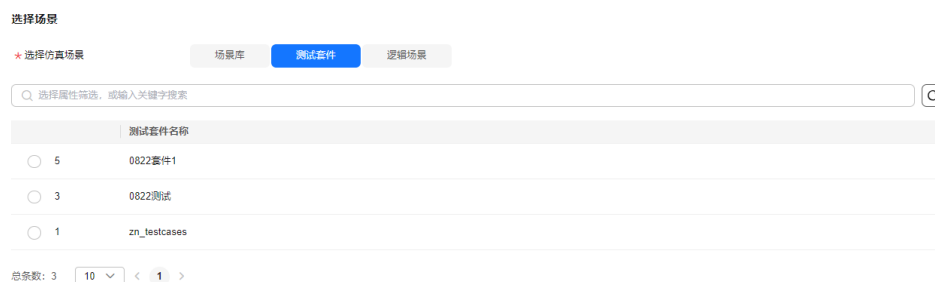 选择场景
* 选择仿真场景 场景库 测试套件 逻辑场景
选择属性筛选，或输入关键字搜索
测试套件名称
5 0822套件1
3 0822测试
1 zn_testcases
总条数: 3 10 < 1 >